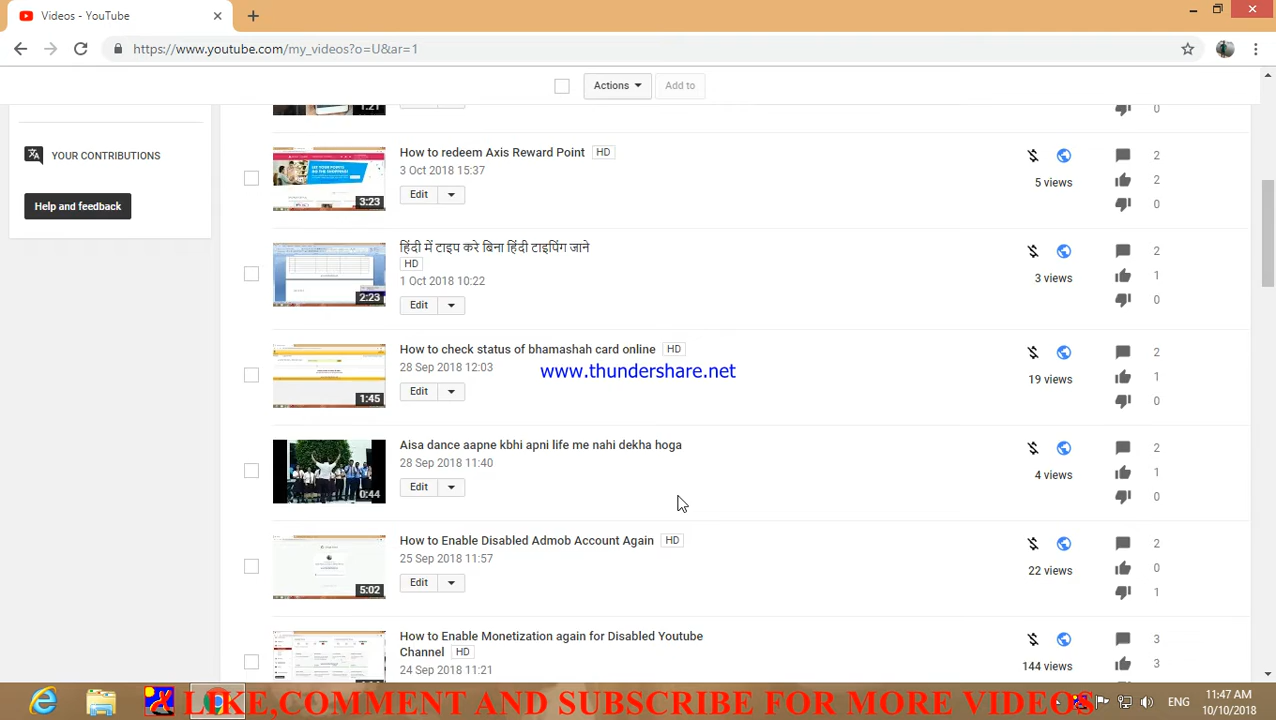 Videos - YouTube
https://www.youtube.com/my_videos?o=U&ar=1
Actions
Add to
1:21
0
YOUR CONTRIBUTIONS
Help and feedback
How to redeem Axis Reward Points HD
3 Oct 2018 15:37
Edit
3:23
5 views
2
0
हिंदी में टाइप करे बिना हिंदी टाइपिंग जाने
HD
1 Oct 2018 10:22
Edit
2:23
3 views
2
1
0
How to check status of bhamashah card online HD
28 Sep 2018 12:03
www.thundershare.net
Edit
1:45
19 views
2
1
0
Aisa dance aapne kbhi apni life me nahi dekha hoga
28 Sep 2018 11:40
Edit
0:44
4 views
2
1
0
How to Enable Disabled Admob Account Again HD
25 Sep 2018 11:57
Edit
5:02
views
2
0
1
How to Enable Monetization again for Disabled Youtube
Channel HD
24 Sep 2018 11:21
views
LIKE,COMMENT AND SUBSCRIBE FOR MORE VIDEOS
ENG
11:47 AM
10/10/2018